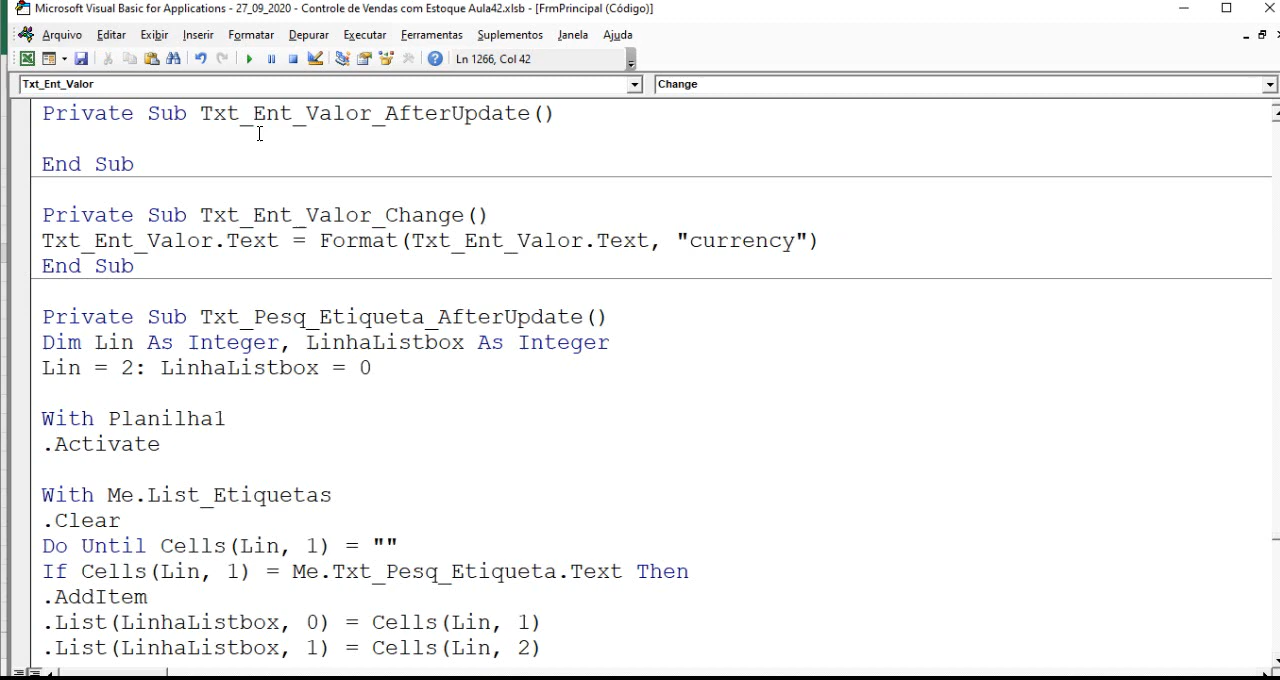 Microsoft Visual Basic for Applications - 27_09_2020 - Controle de Vendas com Estoque Aula42.xlsb - [FrmPrincipal (Código)]
Arquivo Editar Exibir Inserir Formatar Depurar Executar Ferramentas Suplementos Janela Ajuda
Ln 1266, Col 42
Txt_Ent_Valor Change
Private Sub Txt_Ent_Valor_AfterUpdate()
End Sub
Private Sub Txt_Ent_Valor_Change()
Txt_Ent_Valor.Text = Format(Txt_Ent_Valor.Text, "currency")
End Sub
Private Sub Txt_Pesq_Etiqueta_AfterUpdate()
Dim Lin As Integer, LinhaListbox As Integer
Lin = 2: LinhaListbox = 0
With Planilha1
.Activate
With Me.List_Etiquetas
.Clear
Do Until Cells(Lin, 1) = ""
If Cells(Lin, 1) = Me.Txt_Pesq_Etiqueta.Text Then
.AddItem
.List(LinhaListbox, 0) = Cells(Lin, 1)
.List(LinhaListbox, 1) = Cells(Lin, 2)